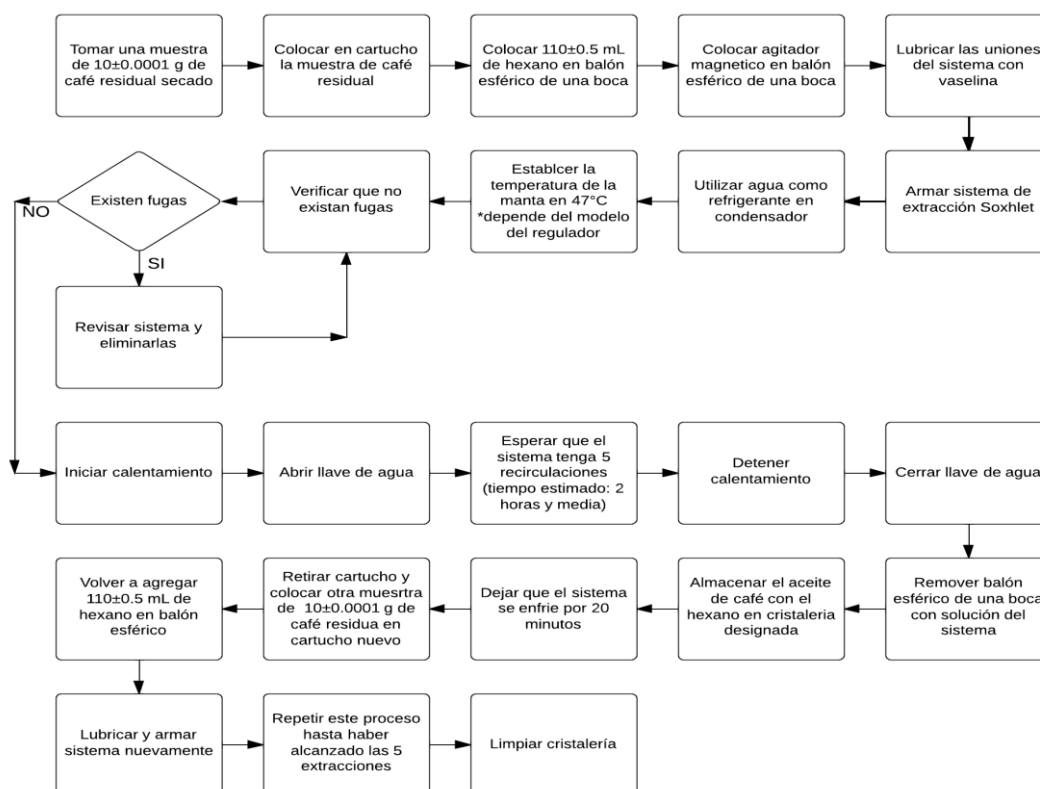 Tomar una muestra
de 10±0.0001 g de
café residual secado
Colocar en cartucho
la muestra de café
residual
Colocar 110±0.5 mL
de hexano en balón
esférico de una boca
Colocar agitador
magnetico en balón
esférico de una boca
Lubricar las uniones
del sistema con
vaselina
Armar sistema de
extracción Soxhlet
Utilizar agua como
refrigerante en
condensador
Establcer la
temperatura de la
manta en 47°C
*depende del modelo
del regulador
Verificar que no
existan fugas
Existen fugas
NO
SI
Revisar sistema y
eliminarlas
Iniciar calentamiento
Abrir llave de agua
Esperar que el
sistema tenga 5
recirculaciones
(tiempo estimado: 2
horas y media)
Detener
calentamiento
Cerrar llave de agua
Remover balón
esférico de una boca
con solución del
sistema
Almacenar el aceite
de café con el
hexano en cristaleria
designada
Dejar que el sistema
se enfrie por 20
minutos
Retirar cartucho y
colocar otra muesrtra
de 10±0.0001 g de
café residua en
cartucho nuevo
Volver a agregar
110±0.5 mL de
hexano en balón
esférico
Lubricar y armar
sistema nuevamente
Repetir este proceso
hasta haber
alcanzado las 5
extracciones
Limpiar cristalería